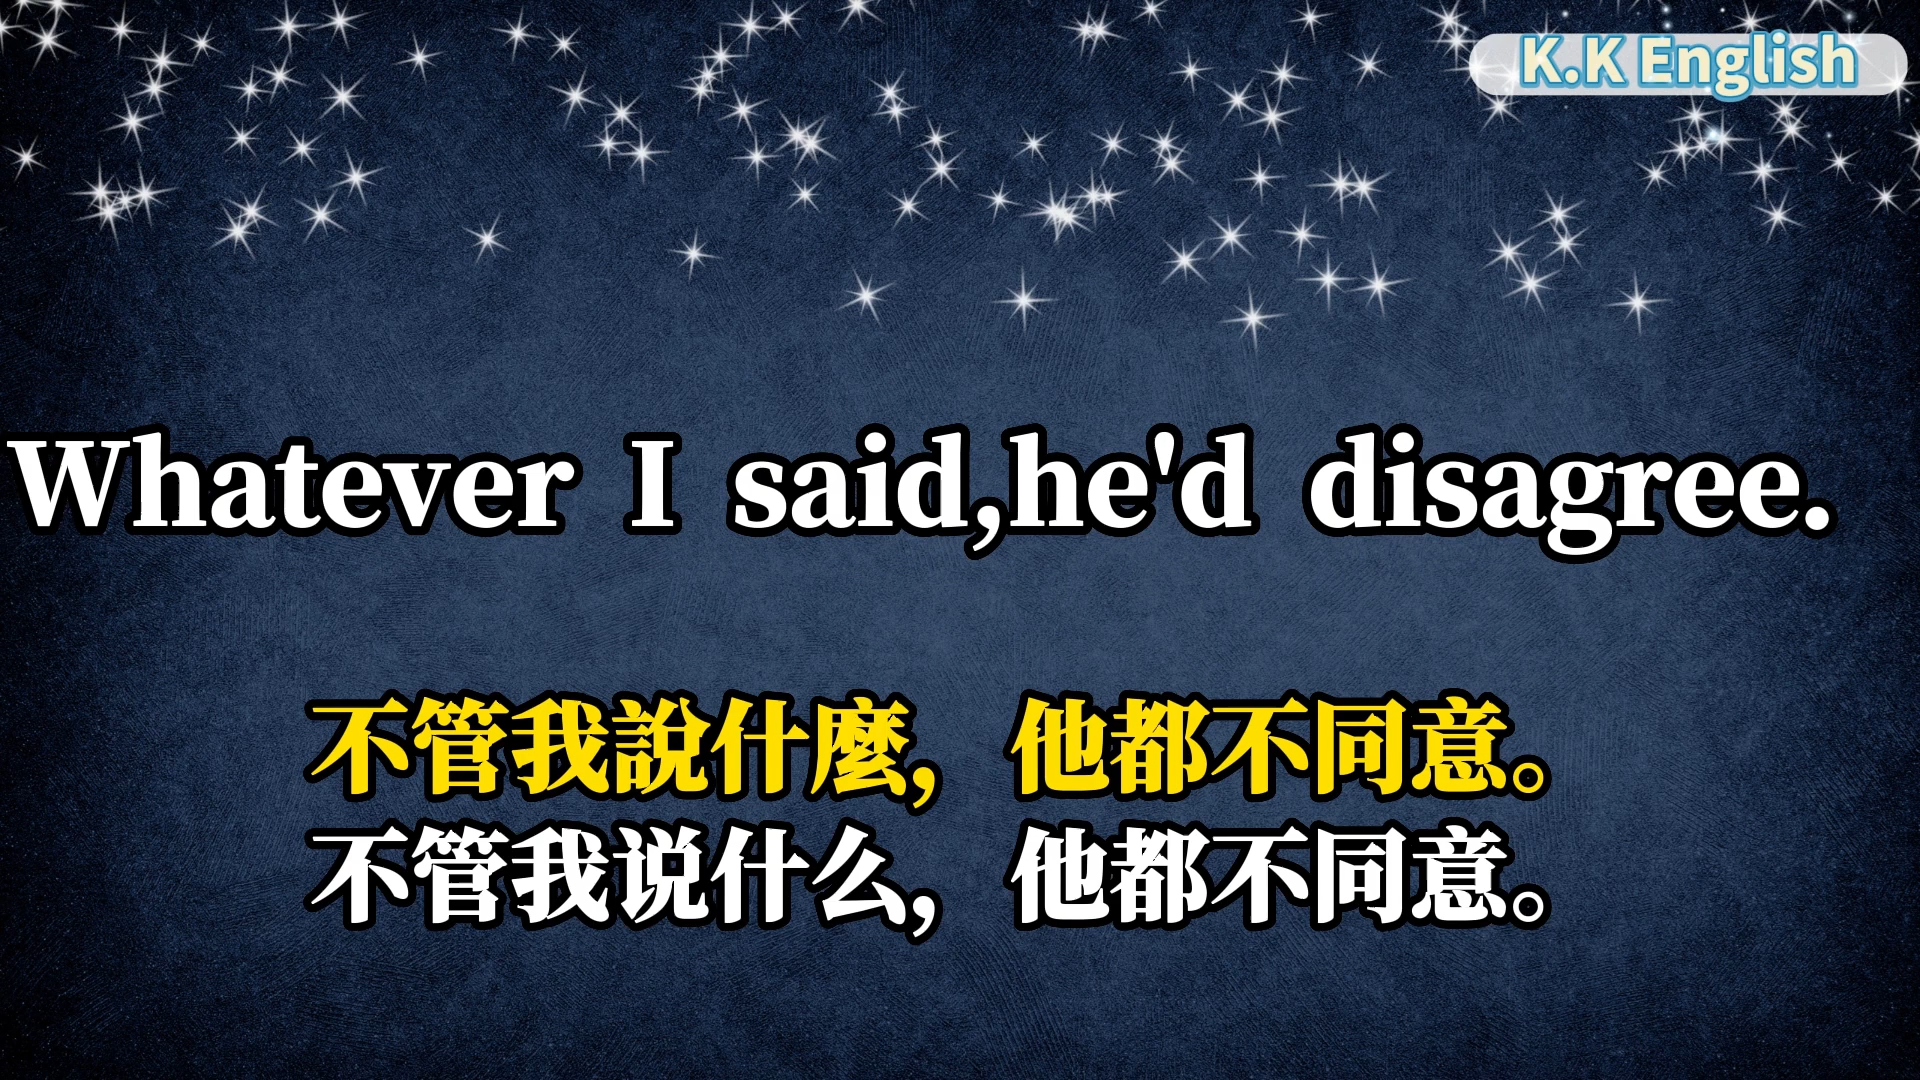 K.K English
Whatever I said,he'd disagree.
不管我說什麼，他都不同意。
不管我说什么，他都不同意。